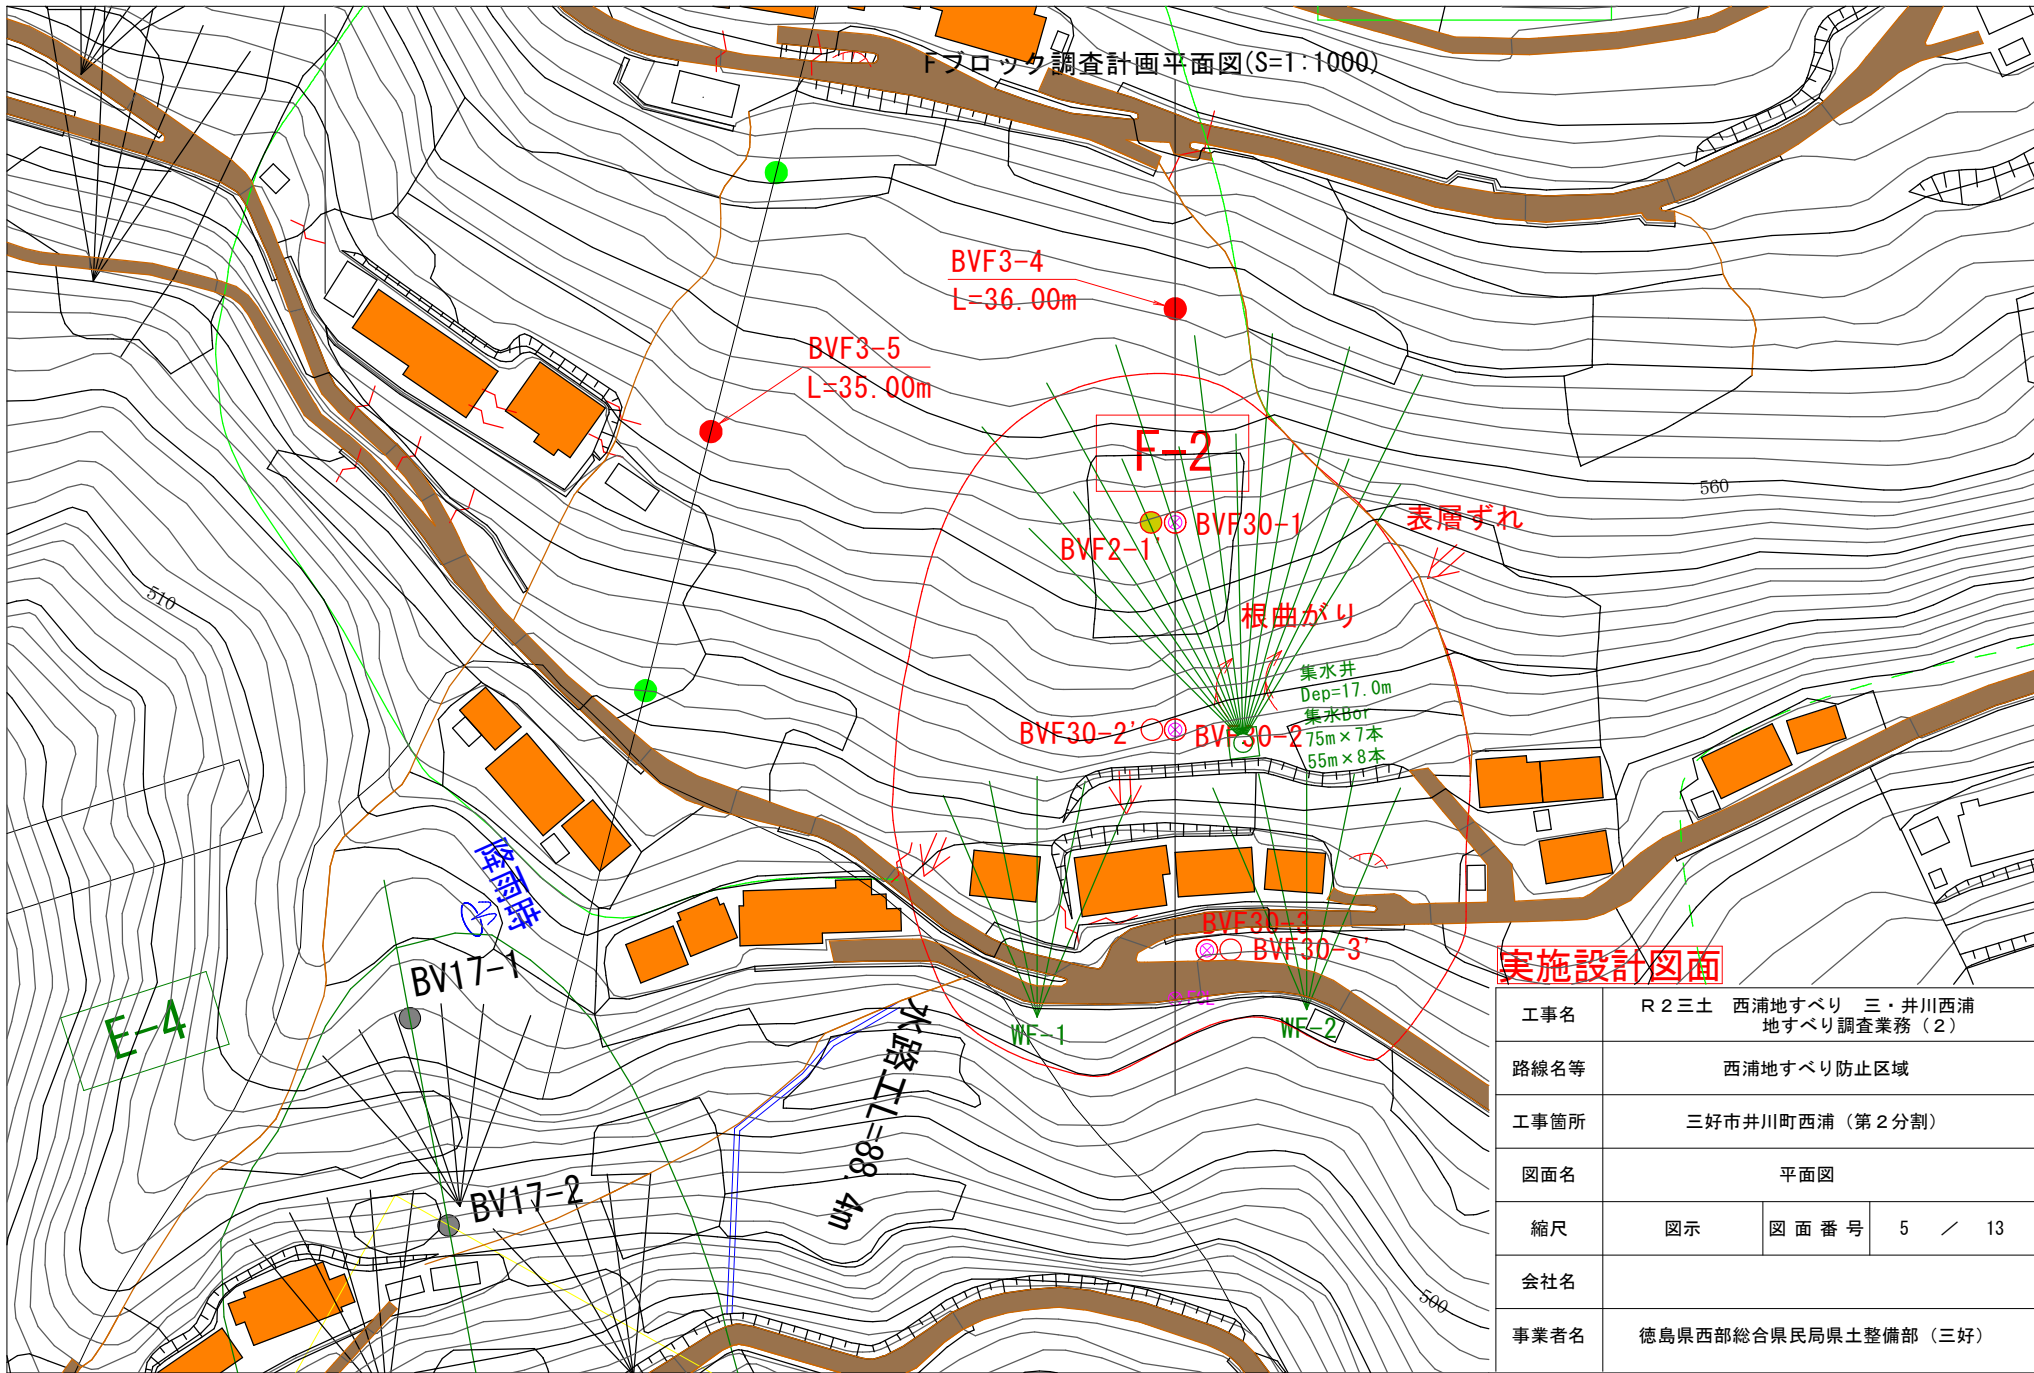 Fブロック調査計画平面図(S=1:1000)
BVF3-4
L=36.00m
BVF3-5
L=35.00m
F-2
560
表層ずれ
BVF30-1
BVF2-1'
510
根曲がり
集水井
Dep=17.0m
集水Bor
75m×7本
55m×8本
BVF30-2'
BVF30-2
降雨時
BVF30-3
BVF30-3'
BV17-1
E-4
WF-1
WF-2
水路工L=88.4m
BV17-2
500
実施設計図面
工事名 R2三土 西浦地すべり 三・井川西浦
地すべり調査業務(2)
路線名等 西浦地すべり防止区域
工事箇所 三好市井川町西浦(第2分割)
図面名 平面図
縮尺 図示 図面番号 5 / 13
会社名
事業者名 徳島県西部総合県民局県土整備部(三好)